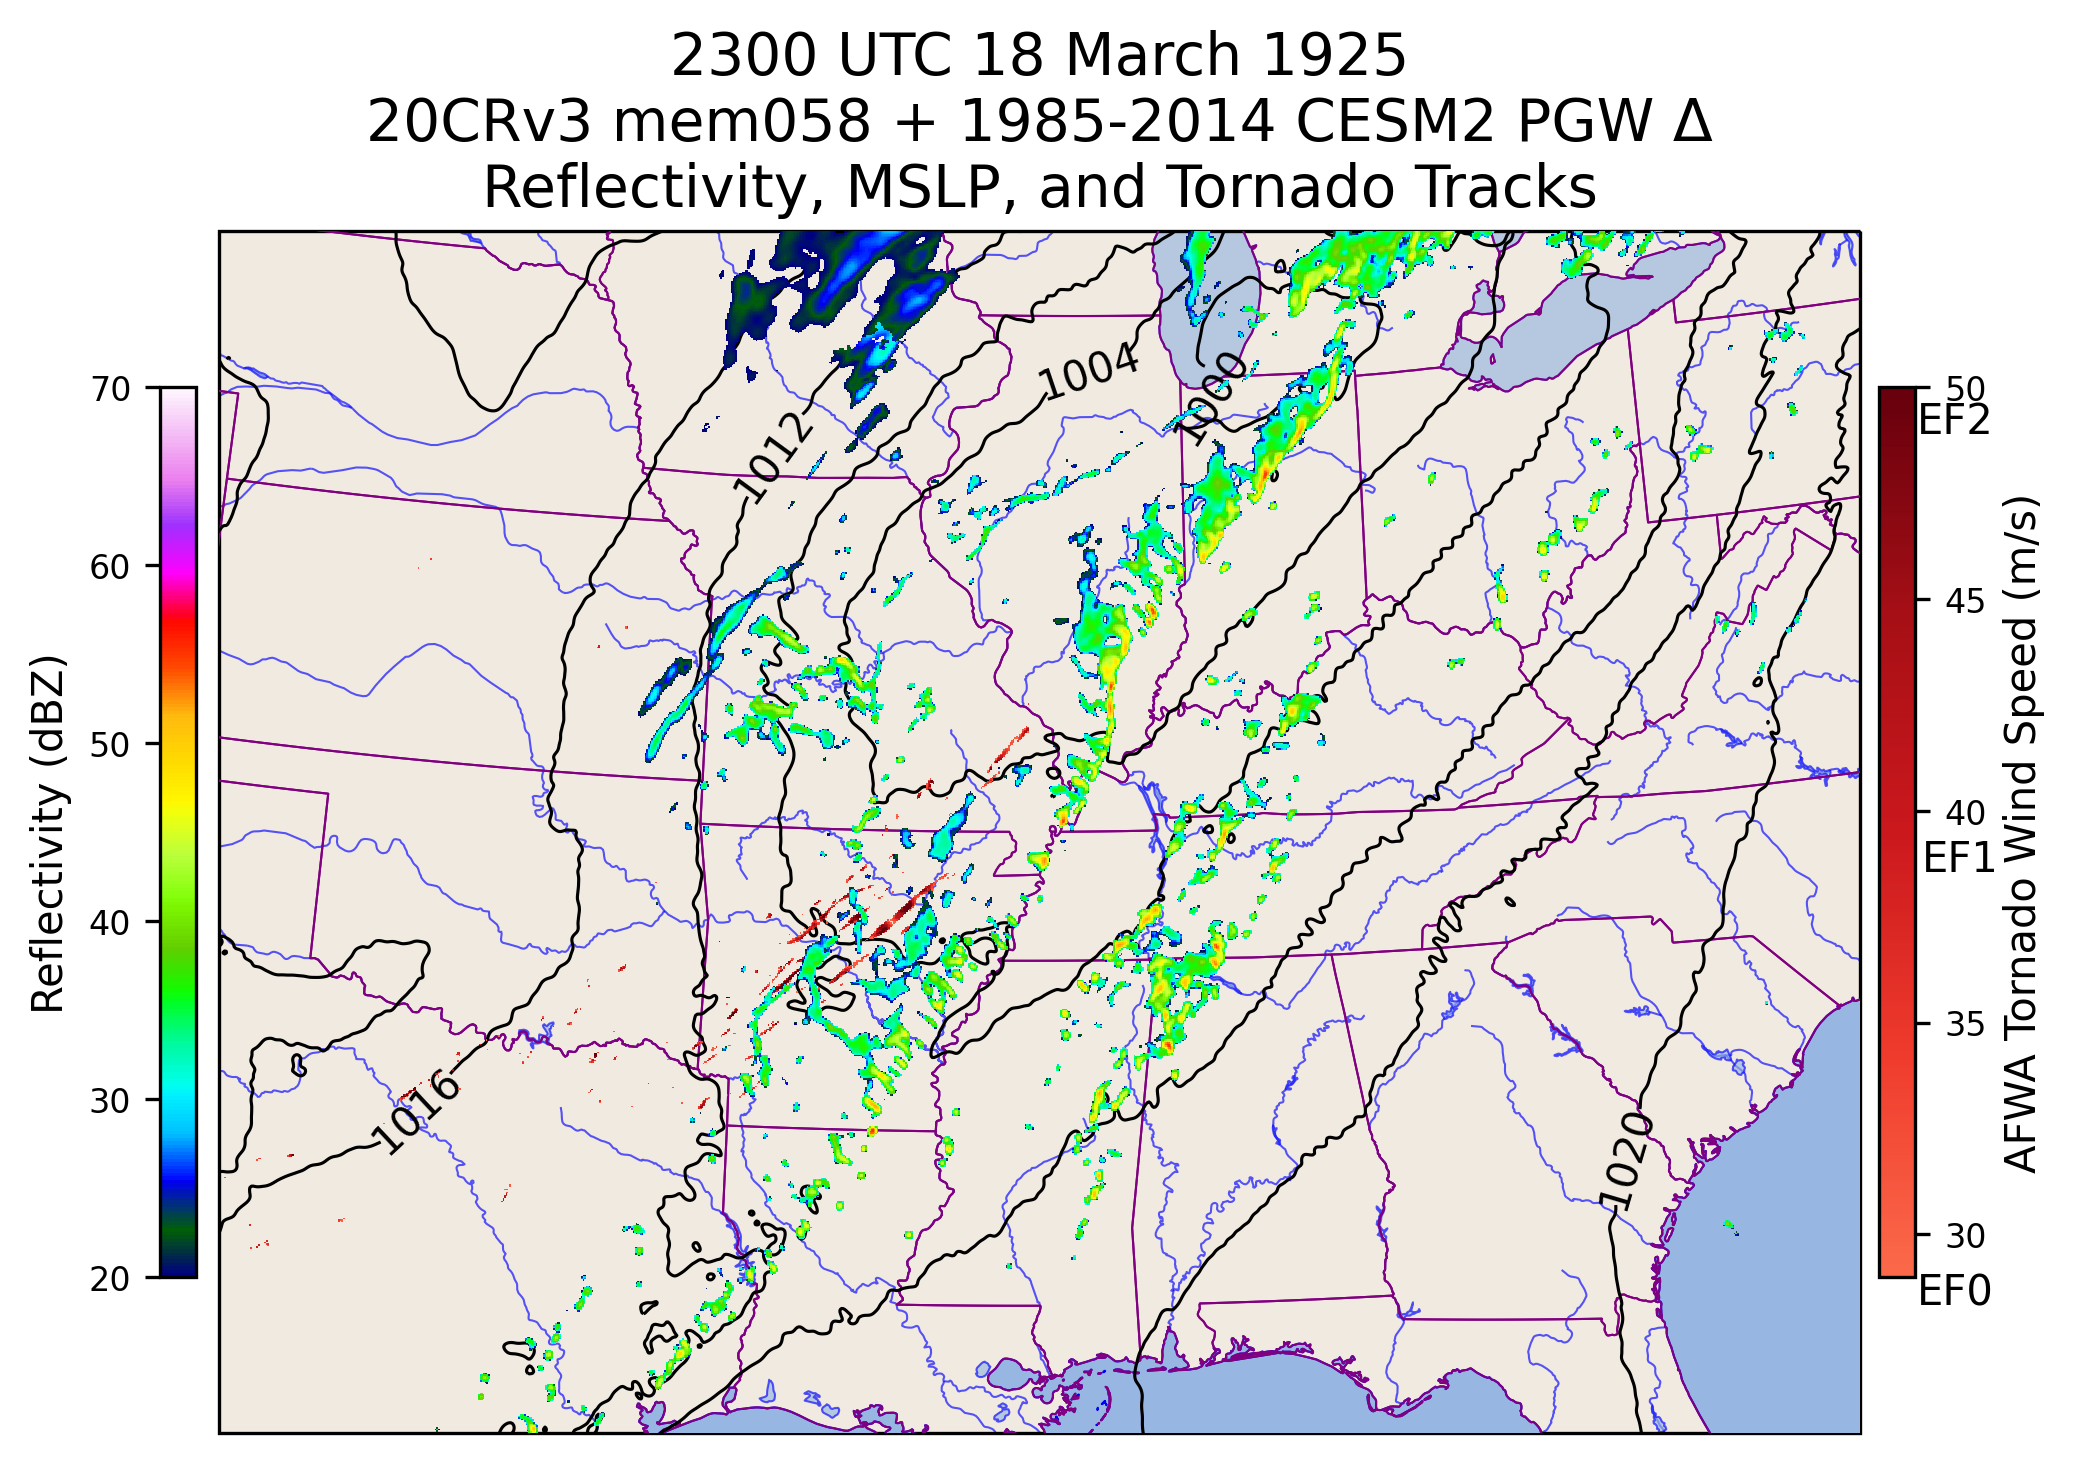 2300 UTC 18 March 1925
20CRv3 mem058 + 1985-2014 CESM2 PGW Δ
Reflectivity, MSLP, and Tornado Tracks
1004
1000
1012
1016
1020
Reflectivity (dBZ)
70
60
50
40
30
20
50
EF2
45
40
EF1
35
30
EF0
AFWA Tornado Wind Speed (m/s)